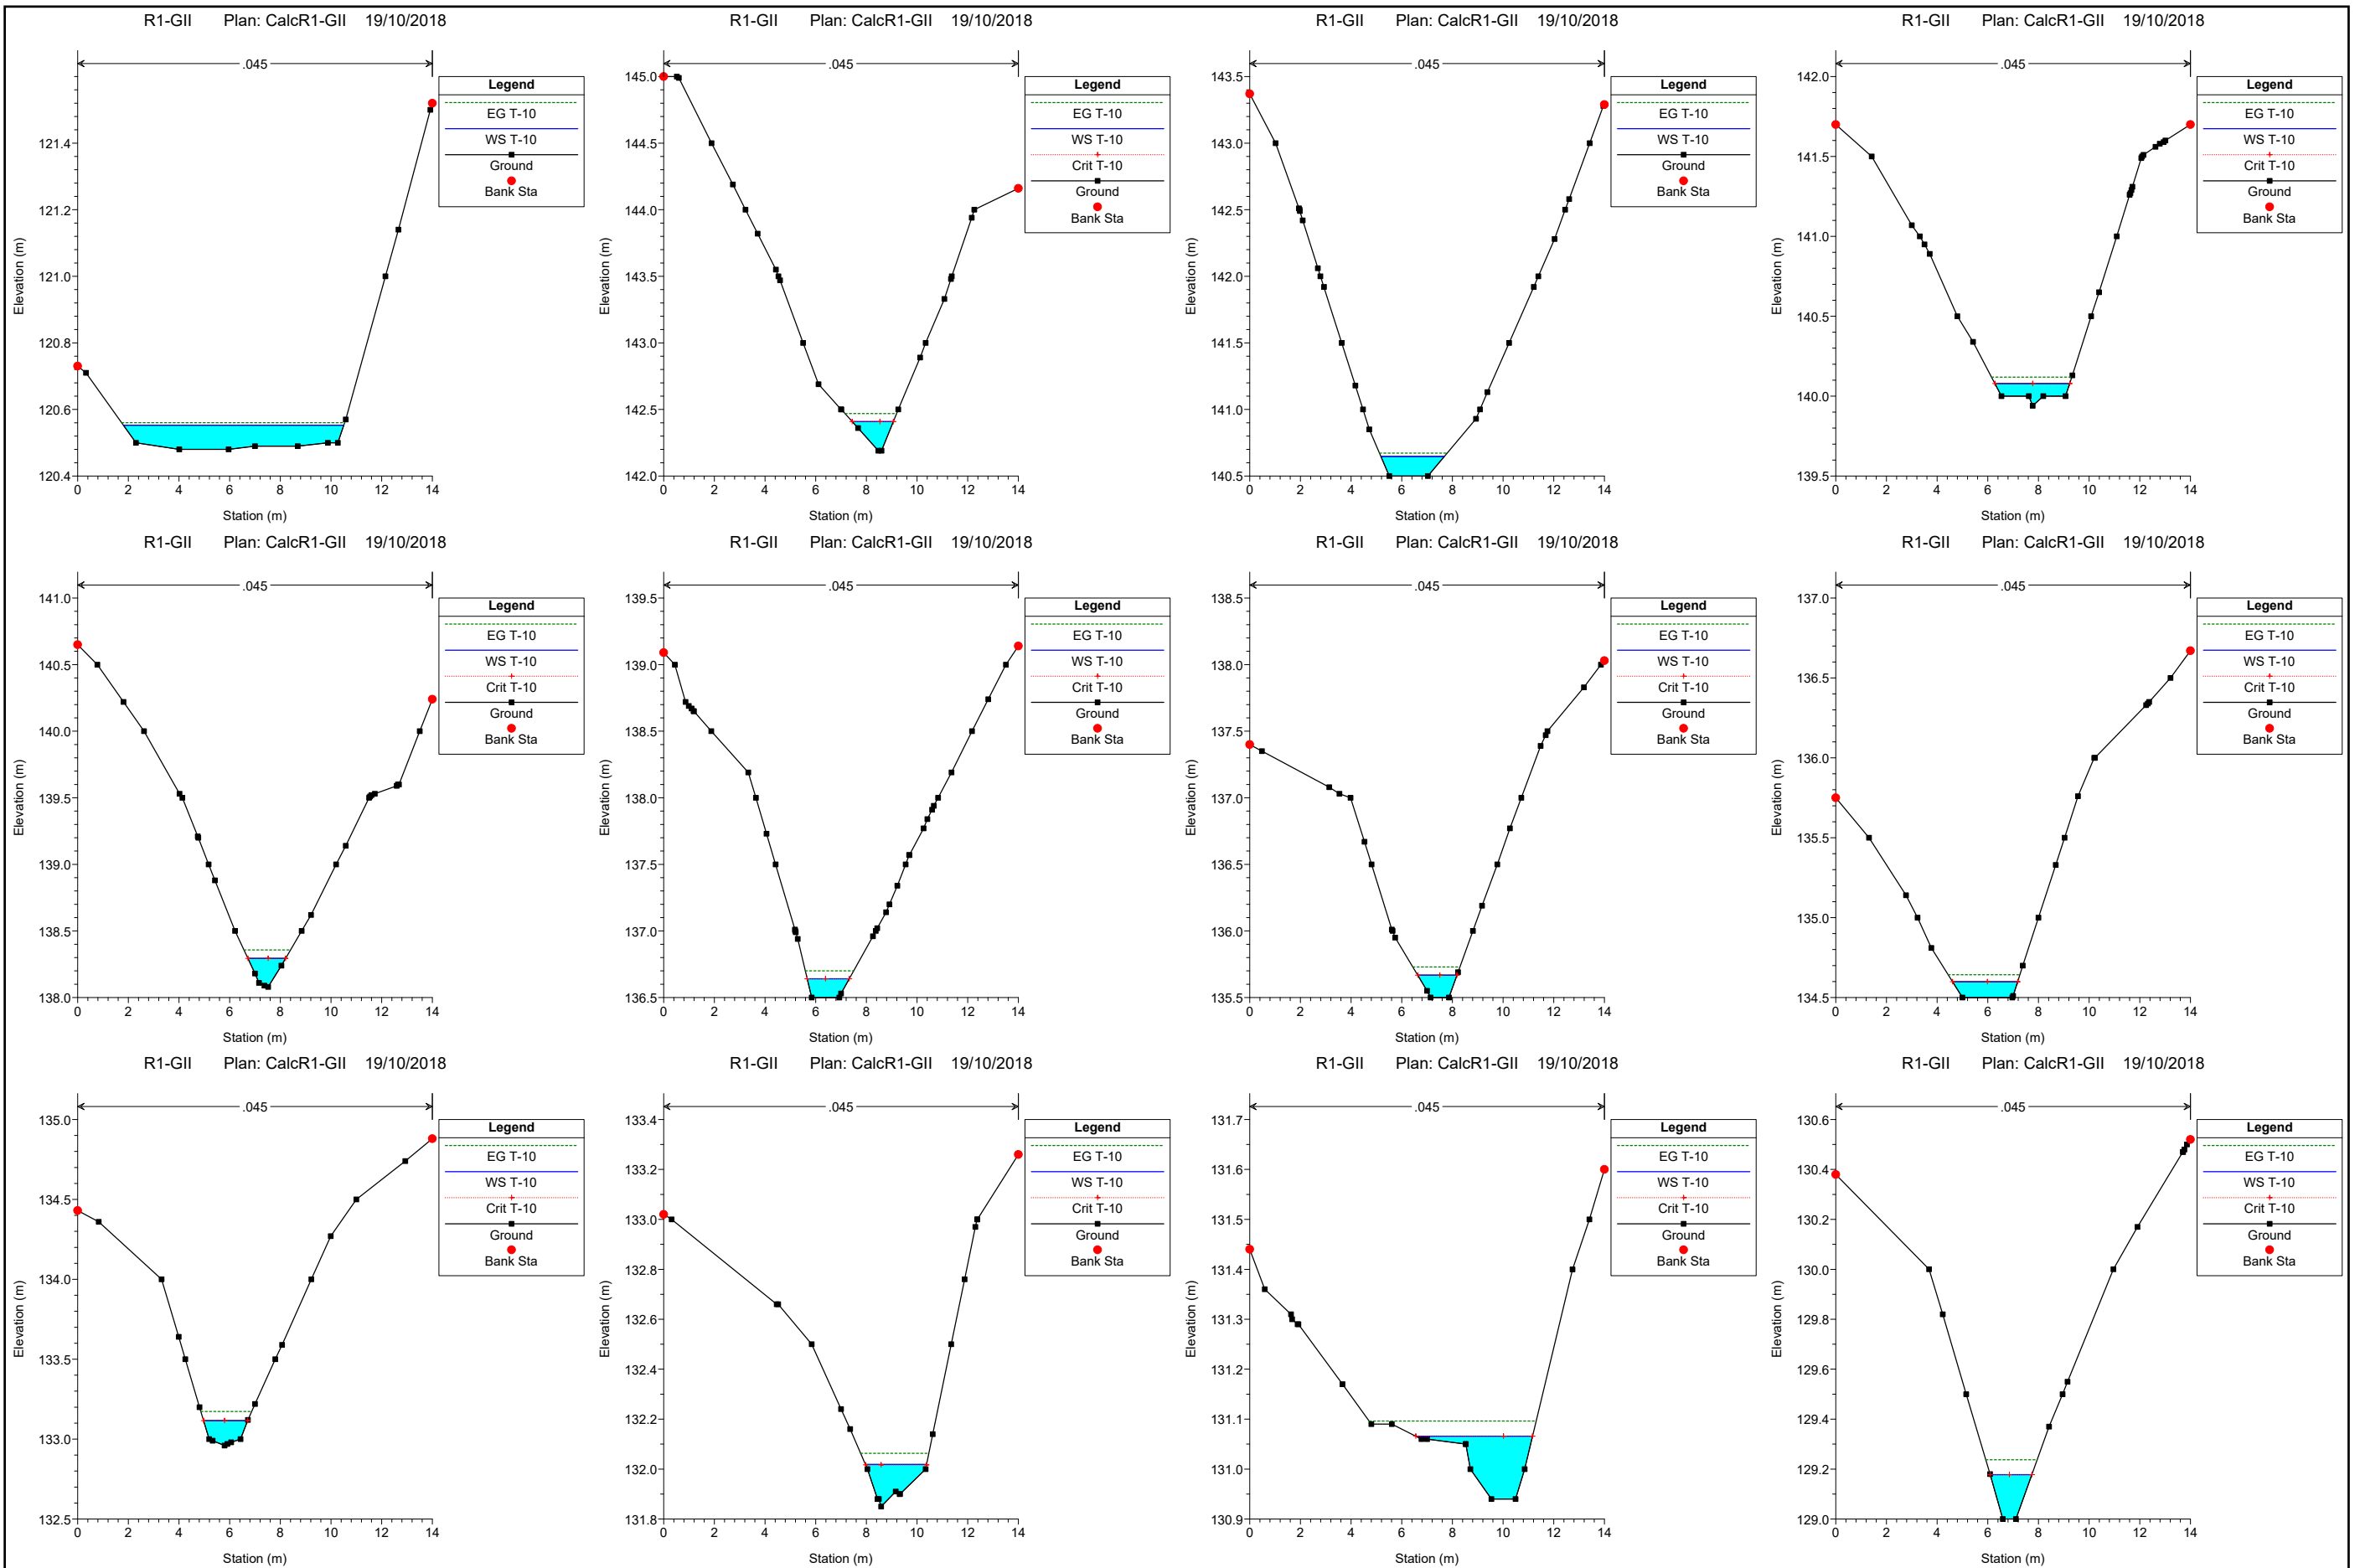 R1-GII Plan: CalcR1-GII 19/10/2018
.045
Legend
EG T-10
WS T-10
Ground
Bank Sta
121.4
121.2
121.0
120.8
120.6
120.4
Elevation (m)
0 2 4 6 8 10 12 14
Station (m)
R1-GII Plan: CalcR1-GII 19/10/2018
.045
Legend
EG T-10
WS T-10
Crit T-10
Ground
Bank Sta
145.0
144.5
144.0
143.5
143.0
142.5
142.0
Elevation (m)
0 2 4 6 8 10 12 14
Station (m)
R1-GII Plan: CalcR1-GII 19/10/2018
.045
Legend
EG T-10
WS T-10
Ground
Bank Sta
143.5
143.0
142.5
142.0
141.5
141.0
140.5
Elevation (m)
0 2 4 6 8 10 12 14
Station (m)
R1-GII Plan: CalcR1-GII 19/10/2018
.045
Legend
EG T-10
WS T-10
Crit T-10
Ground
Bank Sta
142.0
141.5
141.0
140.5
140.0
139.5
Elevation (m)
0 2 4 6 8 10 12 14
Station (m)
R1-GII Plan: CalcR1-GII 19/10/2018
.045
Legend
EG T-10
WS T-10
Crit T-10
Ground
Bank Sta
141.0
140.5
140.0
139.5
139.0
138.5
138.0
Elevation (m)
0 2 4 6 8 10 12 14
Station (m)
R1-GII Plan: CalcR1-GII 19/10/2018
.045
Legend
EG T-10
WS T-10
Crit T-10
Ground
Bank Sta
139.5
139.0
138.5
138.0
137.5
137.0
136.5
Elevation (m)
0 2 4 6 8 10 12 14
Station (m)
R1-GII Plan: CalcR1-GII 19/10/2018
.045
Legend
EG T-10
WS T-10
Crit T-10
Ground
Bank Sta
138.5
138.0
137.5
137.0
136.5
136.0
135.5
Elevation (m)
0 2 4 6 8 10 12 14
Station (m)
R1-GII Plan: CalcR1-GII 19/10/2018
.045
Legend
EG T-10
WS T-10
Crit T-10
Ground
Bank Sta
137.0
136.5
136.0
135.5
135.0
134.5
Elevation (m)
0 2 4 6 8 10 12 14
Station (m)
R1-GII Plan: CalcR1-GII 19/10/2018
.045
Legend
EG T-10
WS T-10
Crit T-10
Ground
Bank Sta
135.0
134.5
134.0
133.5
133.0
132.5
Elevation (m)
0 2 4 6 8 10 12 14
Station (m)
R1-GII Plan: CalcR1-GII 19/10/2018
.045
Legend
EG T-10
WS T-10
Crit T-10
Ground
Bank Sta
133.4
133.2
133.0
132.8
132.6
132.4
132.2
132.0
131.8
Elevation (m)
0 2 4 6 8 10 12 14
Station (m)
R1-GII Plan: CalcR1-GII 19/10/2018
.045
Legend
EG T-10
WS T-10
Crit T-10
Ground
Bank Sta
131.7
131.6
131.5
131.4
131.3
131.2
131.1
131.0
130.9
Elevation (m)
0 2 4 6 8 10 12 14
Station (m)
R1-GII Plan: CalcR1-GII 19/10/2018
.045
Legend
EG T-10
WS T-10
Crit T-10
Ground
Bank Sta
130.6
130.4
130.2
130.0
129.8
129.6
129.4
129.2
129.0
Elevation (m)
0 2 4 6 8 10 12 14
Station (m)